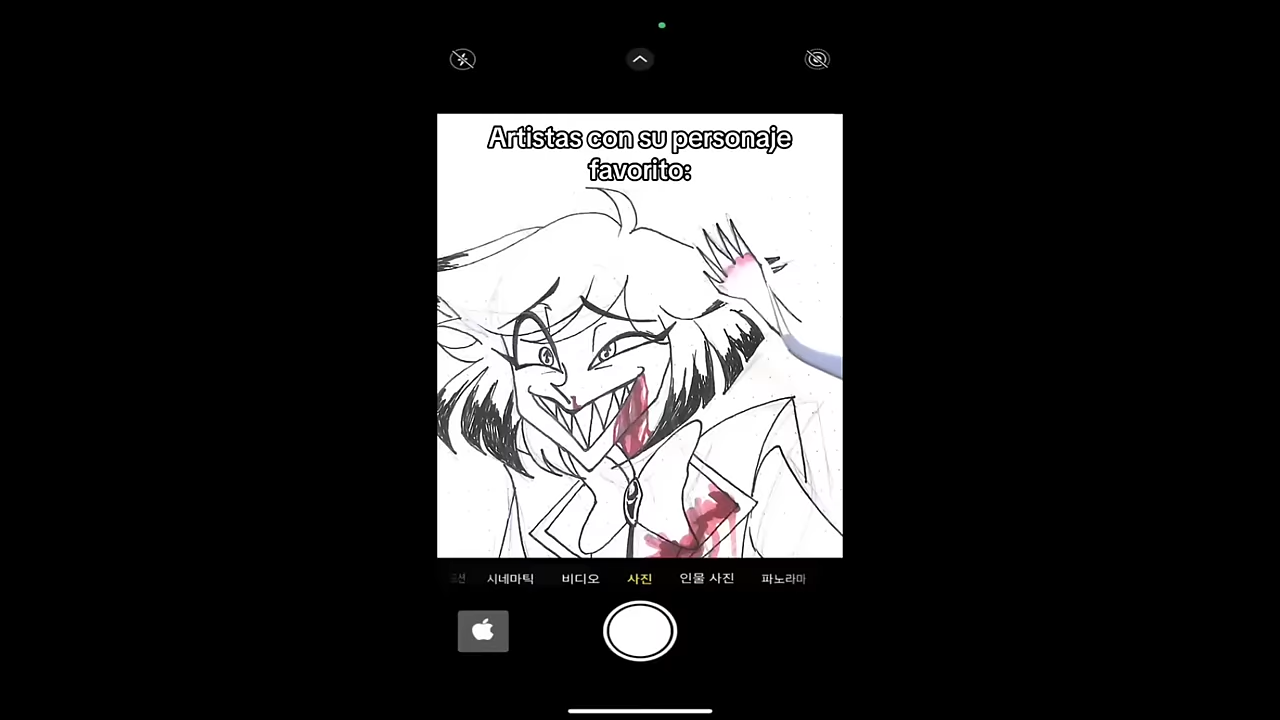 Artistas con su personaje
favorito:
시네마틱 비디오 사진 인물 사진 파노라마